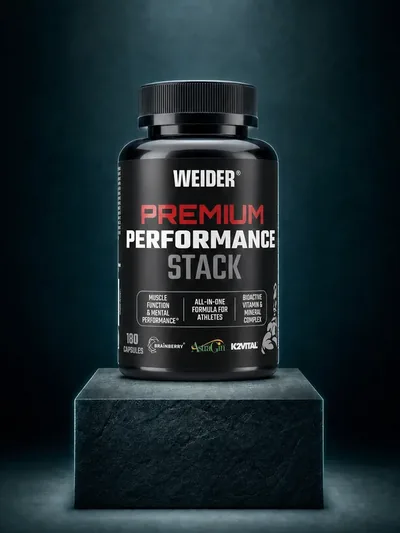 WEIDER®
PREMIUM
PERFORMANCE
STACK
MUSCLE
FUNCTION
& MENTAL
PERFORMANCE*
ALL-IN-ONE
FORMULA FOR
ATHLETES
BIOACTIVE
VITAMIN &
MINERAL
COMPLEX
180
CAPSULES
BRAINBERRY
AstraGin
K2VITAL